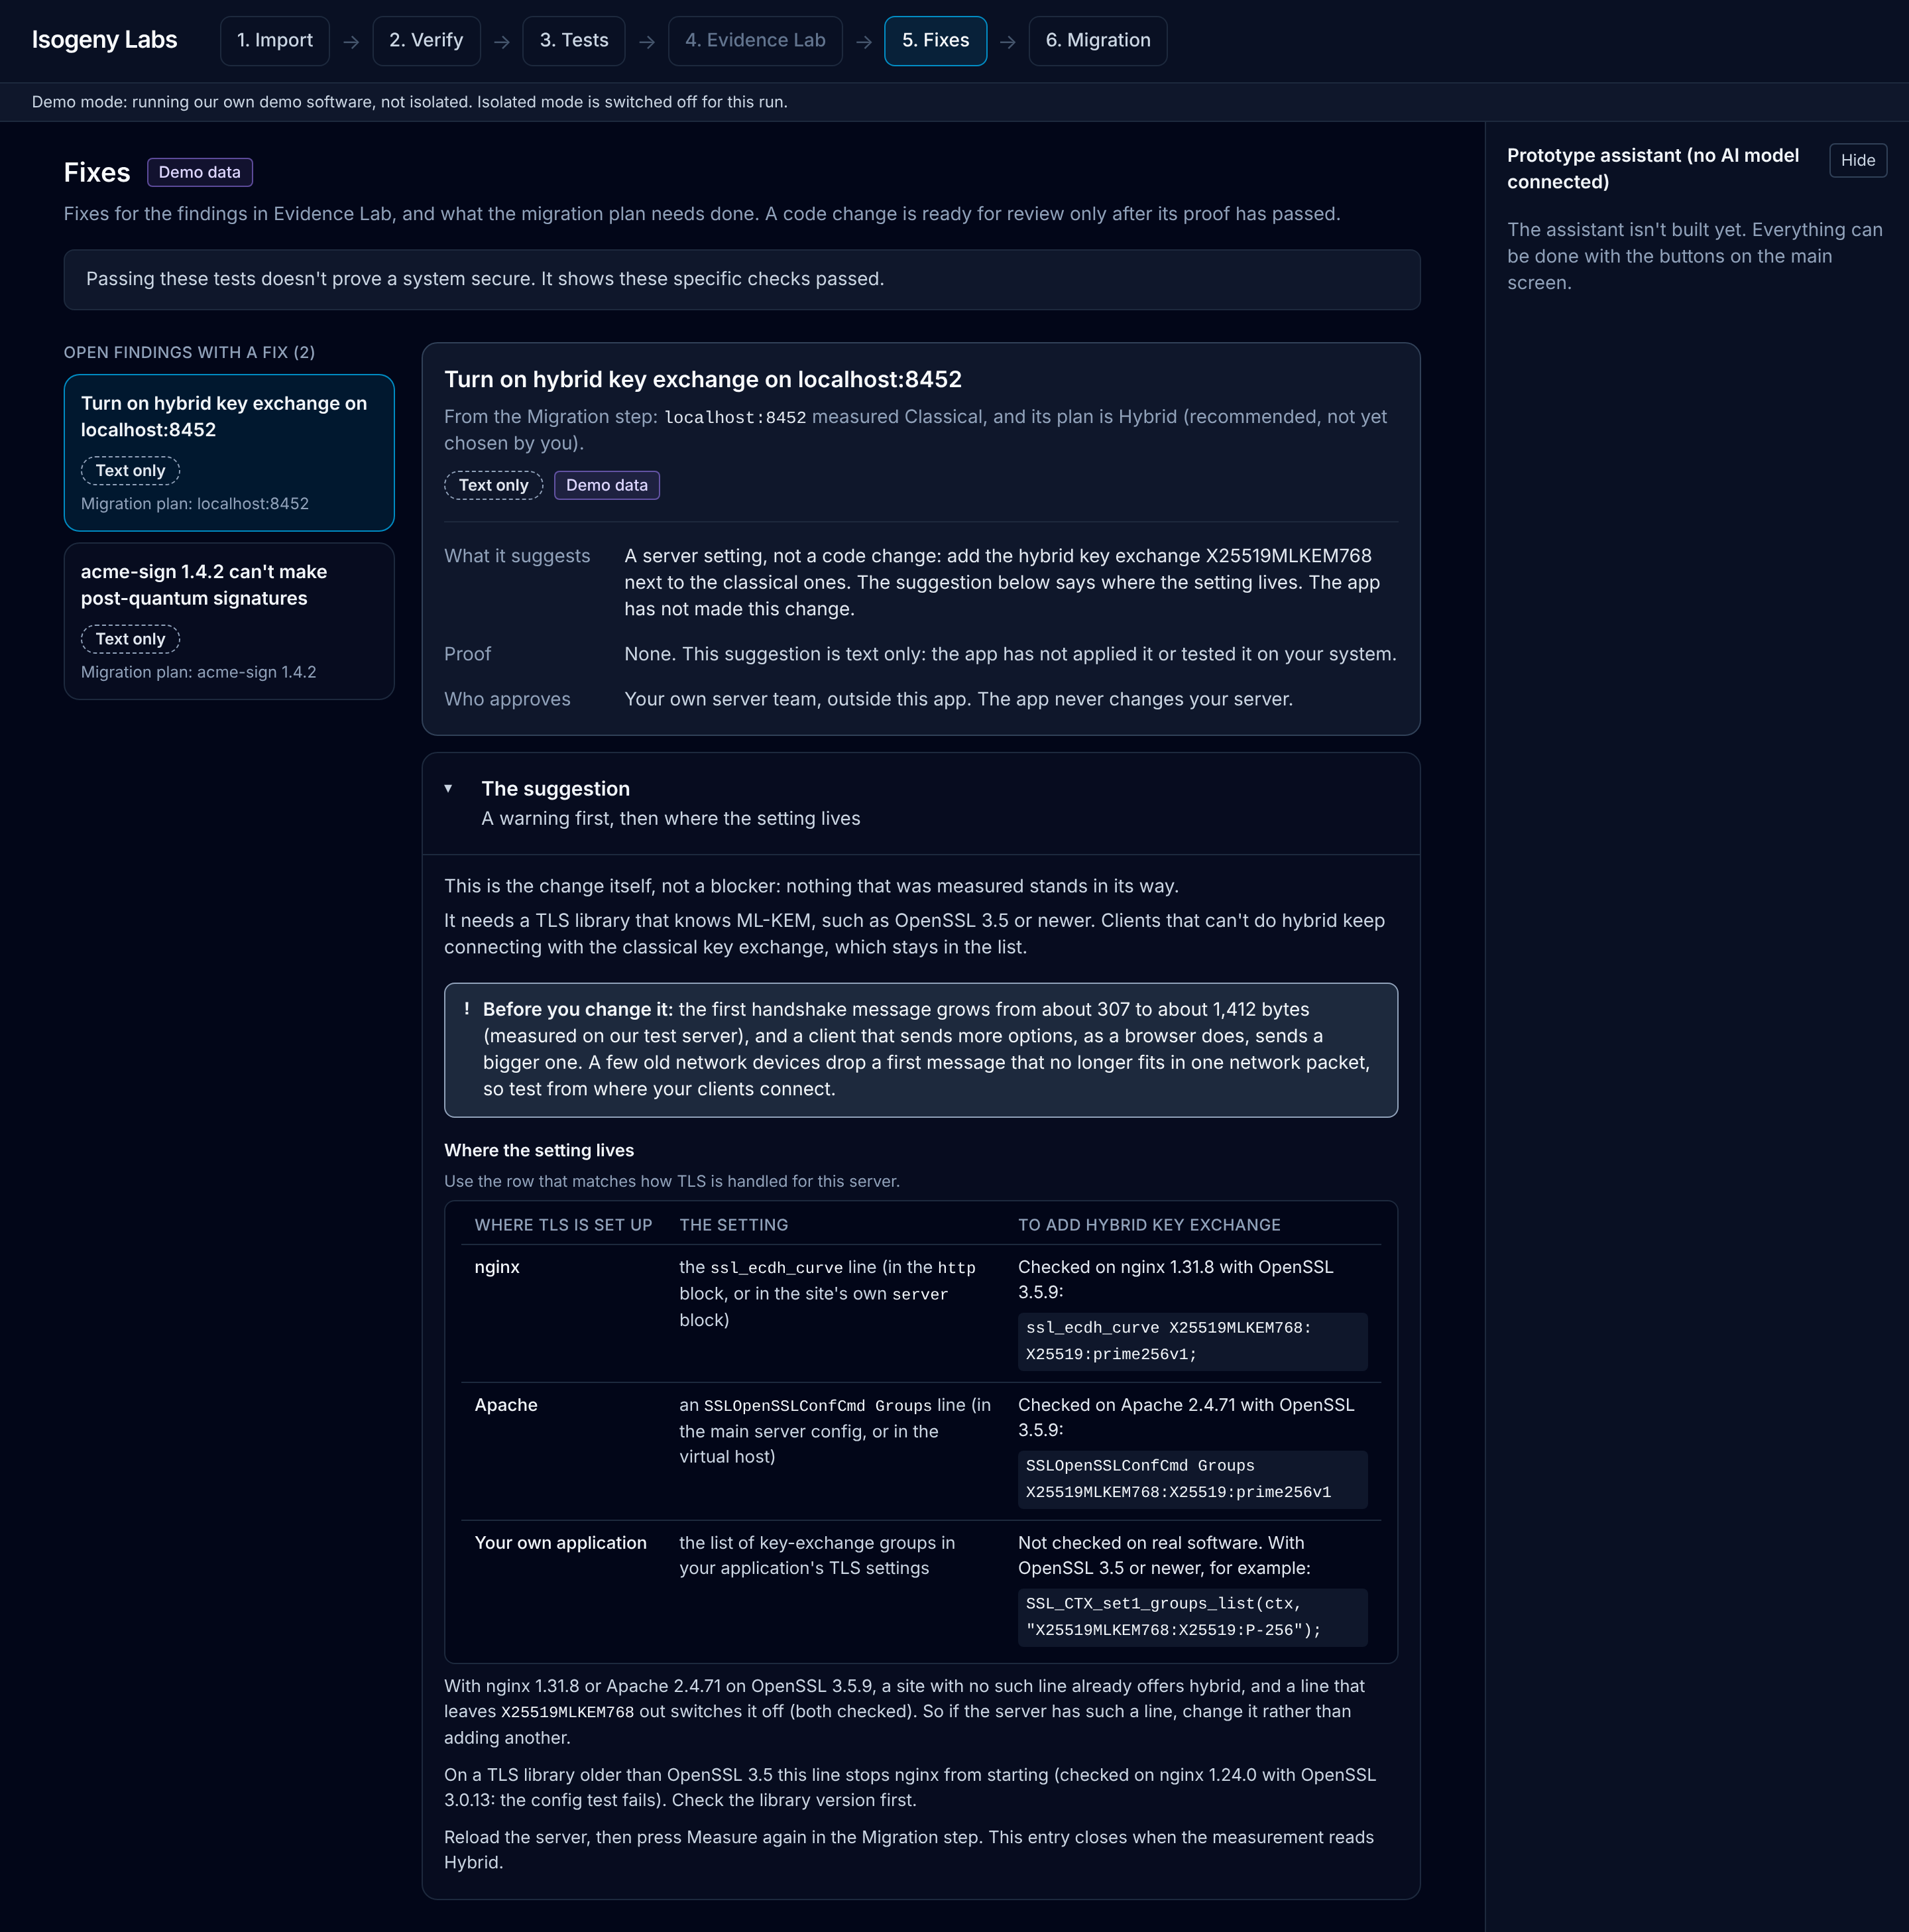 Isogeny Labs
1. Import → 2. Verify → 3. Tests → 4. Evidence Lab → 5. Fixes → 6. Migration
Demo mode: running our own demo software, not isolated. Isolated mode is switched off for this run.
Fixes
Demo data
Fixes for the findings in Evidence Lab, and what the migration plan needs done. A code change is ready for review only after its proof has passed.
Passing these tests doesn't prove a system secure. It shows these specific checks passed.
OPEN FINDINGS WITH A FIX (2)
Turn on hybrid key exchange on
localhost:8452
Text only
Migration plan: localhost:8452
acme-sign 1.4.2 can't make
post-quantum signatures
Text only
Migration plan: acme-sign 1.4.2
Turn on hybrid key exchange on localhost:8452
From the Migration step: localhost:8452 measured Classical, and its plan is Hybrid (recommended, not yet
chosen by you).
Text only
Demo data
What it suggests
A server setting, not a code change: add the hybrid key exchange X25519MLKEM768
next to the classical ones. The suggestion below says where the setting lives. The app
has not made this change.
Proof
None. This suggestion is text only: the app has not applied it or tested it on your system.
Who approves
Your own server team, outside this app. The app never changes your server.
▾ The suggestion
A warning first, then where the setting lives
This is the change itself, not a blocker: nothing that was measured stands in its way.
It needs a TLS library that knows ML-KEM, such as OpenSSL 3.5 or newer. Clients that can't do hybrid keep
connecting with the classical key exchange, which stays in the list.
! Before you change it: the first handshake message grows from about 307 to about 1,412 bytes
(measured on our test server), and a client that sends more options, as a browser does, sends a
bigger one. A few old network devices drop a first message that no longer fits in one network packet,
so test from where your clients connect.
Where the setting lives
Use the row that matches how TLS is handled for this server.
WHERE TLS IS SET UP
THE SETTING
TO ADD HYBRID KEY EXCHANGE
nginx
the ssl_ecdh_curve line (in the http
block, or in the site's own server
block)
Checked on nginx 1.31.8 with OpenSSL
3.5.9:
ssl_ecdh_curve X25519MLKEM768:
X25519:prime256v1;
Apache
an SSLOpenSSLConfCmd Groups line (in
the main server config, or in the
virtual host)
Checked on Apache 2.4.71 with OpenSSL
3.5.9:
SSLOpenSSLConfCmd Groups
X25519MLKEM768:X25519:prime256v1
Your own application
the list of key-exchange groups in
your application's TLS settings
Not checked on real software. With
OpenSSL 3.5 or newer, for example:
SSL_CTX_set1_groups_list(ctx,
"X25519MLKEM768:X25519:P-256");
With nginx 1.31.8 or Apache 2.4.71 on OpenSSL 3.5.9, a site with no such line already offers hybrid, and a line that
leaves X25519MLKEM768 out switches it off (both checked). So if the server has such a line, change it rather than
adding another.
On a TLS library older than OpenSSL 3.5 this line stops nginx from starting (checked on nginx 1.24.0 with OpenSSL
3.0.13: the config test fails). Check the library version first.
Reload the server, then press Measure again in the Migration step. This entry closes when the measurement reads
Hybrid.
Prototype assistant (no AI model
connected)
Hide
The assistant isn't built yet. Everything can
be done with the buttons on the main
screen.